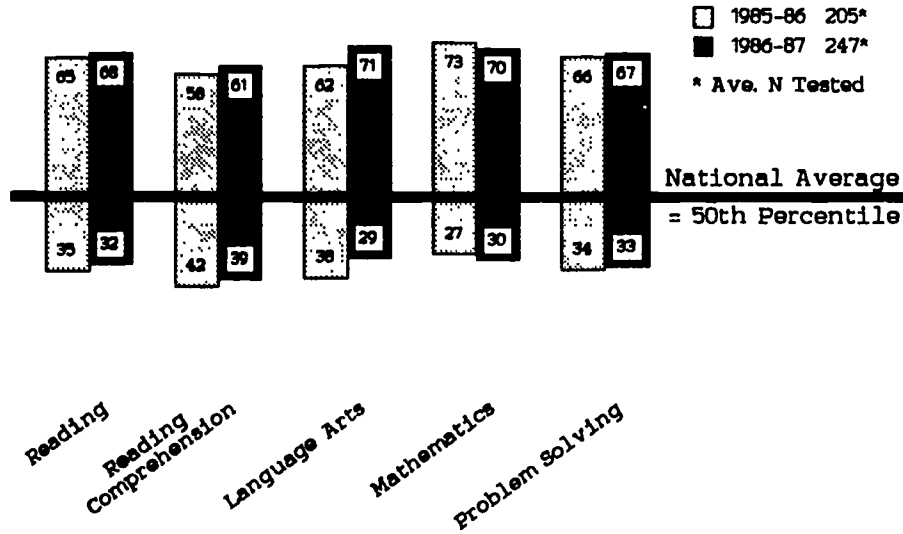 1985-86 205*
1986-87 247*
* Ave. N Tested
65 68 58 61 62 71 73 70 66 67
National Average
= 50th Percentile
35 32 42 39 38 29 27 30 34 33
Reading
Reading
Comprehension
Language Arts
Mathematics
Problem Solving